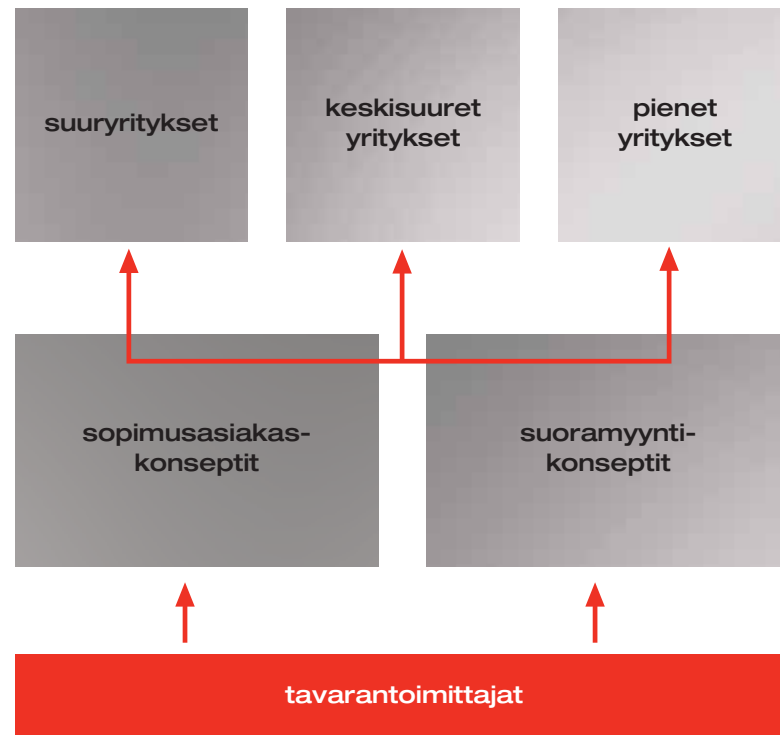 suuryritykset
keskisuuret
yritykset
pienet
yritykset
sopimusasiakas-
konseptit
suoramyynti-
konseptit
tavarantoimittajat